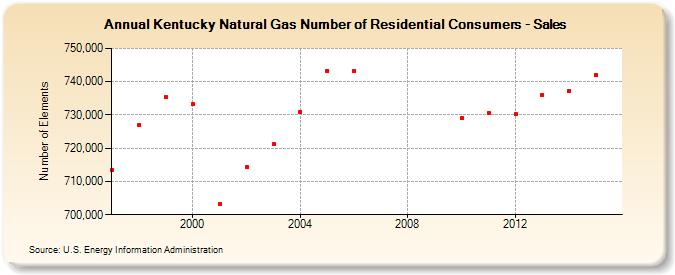 Annual Kentucky Natural Gas Number of Residential Consumers - Sales
Number of Elements
750,000
740,000
730,000
720,000
710,000
700,000
2000 2004 2008 2012
Source: U.S. Energy Information Administration